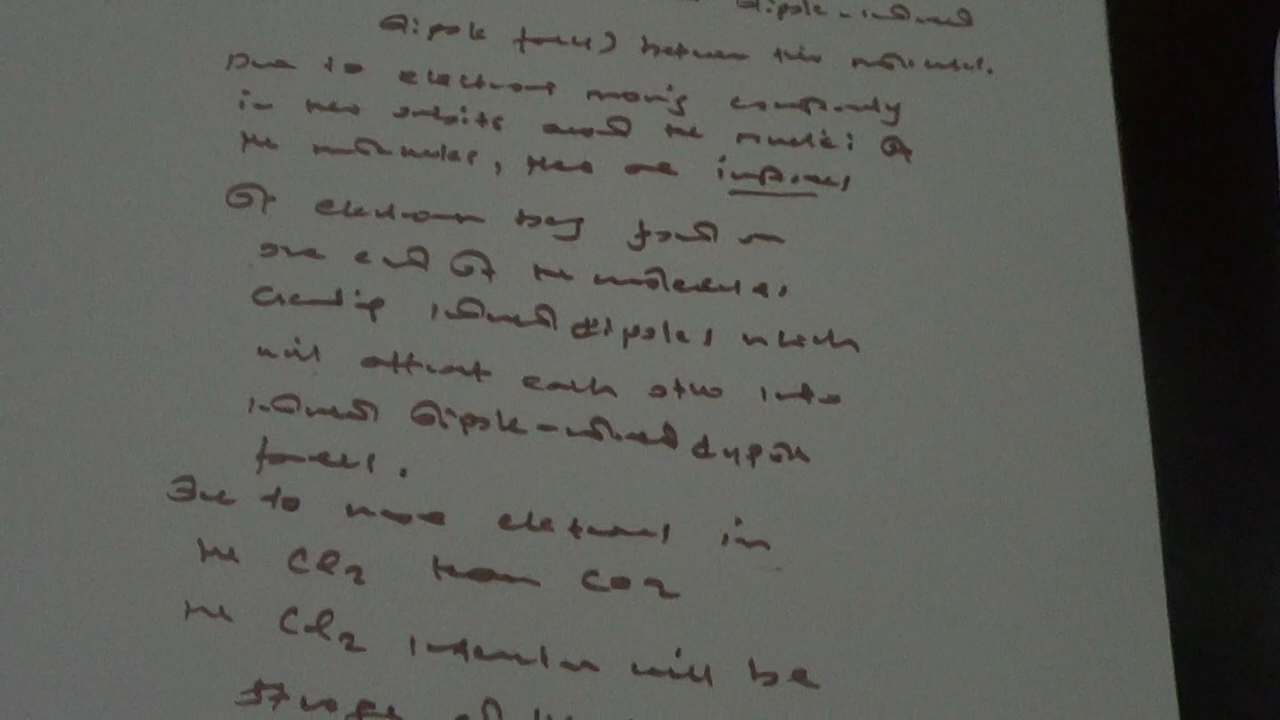 dipole-induced
dipole forces) between the molecules.
Due to electrons moving constantly
in the orbits around the nuclei of
the molecules, there are instances
of electrons being found on
one end of the molecules,
creating induced dipoles which
will attract each other into
induced dipole-induced dipole
forces.
Due to more electrons in
the Cl2 than CO2
the Cl2 interaction will be